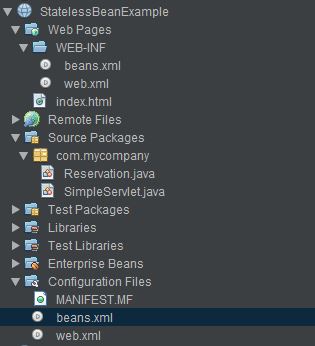 StatelessBeanExample
Web Pages
WEB-INF
beans.xml
web.xml
index.html
Remote Files
Source Packages
com.mycompany
Reservation.java
SimpleServlet.java
Test Packages
Libraries
Test Libraries
Enterprise Beans
Configuration Files
MANIFEST.MF
beans.xml
web.xml